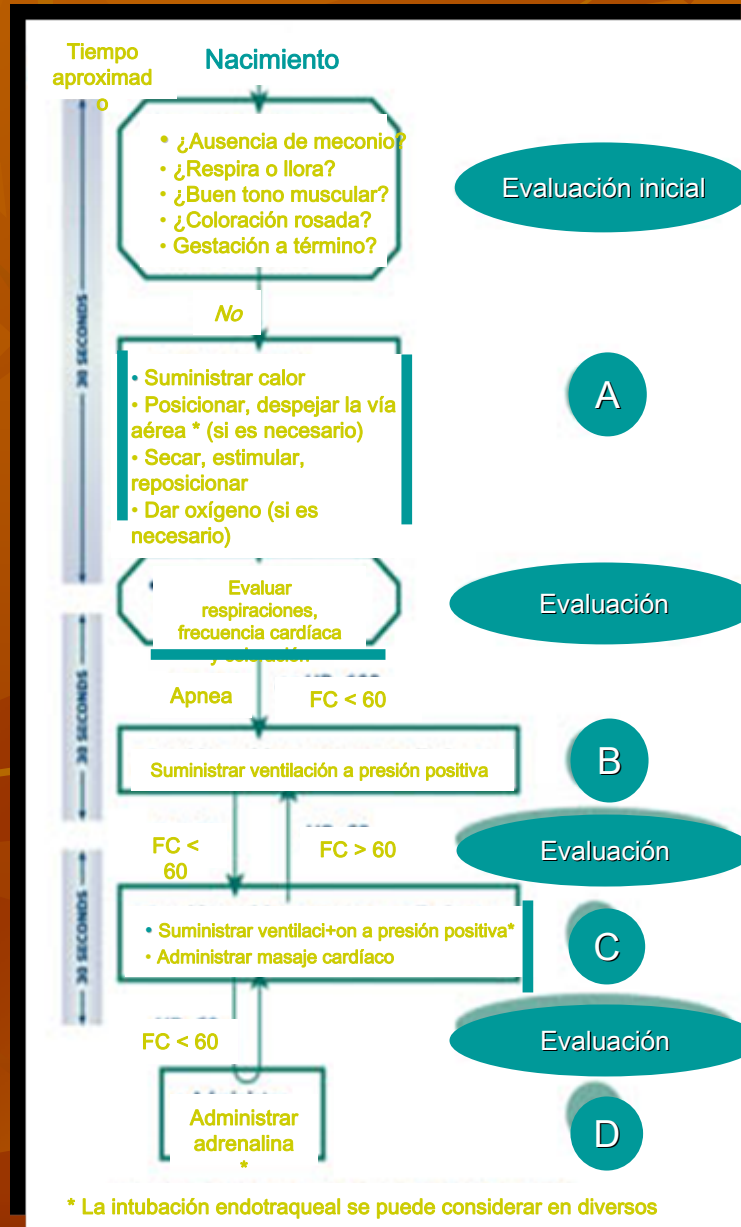 Tiempo
aproximad
o
Nacimiento
• ¿Ausencia de meconio?
• ¿Respira o llora?
• ¿Buen tono muscular?
• ¿Coloración rosada?
• Gestación a término?
Evaluación inicial
30 SECONDS
No
• Suministrar calor
• Posicionar, despejar la vía
aérea * (si es necesario)
• Secar, estimular,
reposicionar
• Dar oxígeno (si es
necesario)
A
Evaluar
respiraciones,
frecuencia cardíaca
y coloración
Evaluación
30 SECONDS
Apnea
FC < 60
Suministrar ventilación a presión positiva
B
FC <
60
FC > 60
Evaluación
30 SECONDS
• Suministrar ventilaci+on a presión positiva*
• Administrar masaje cardíaco
C
FC < 60
Evaluación
Administrar
adrenalina
*
D
* La intubación endotraqueal se puede considerar en diversos